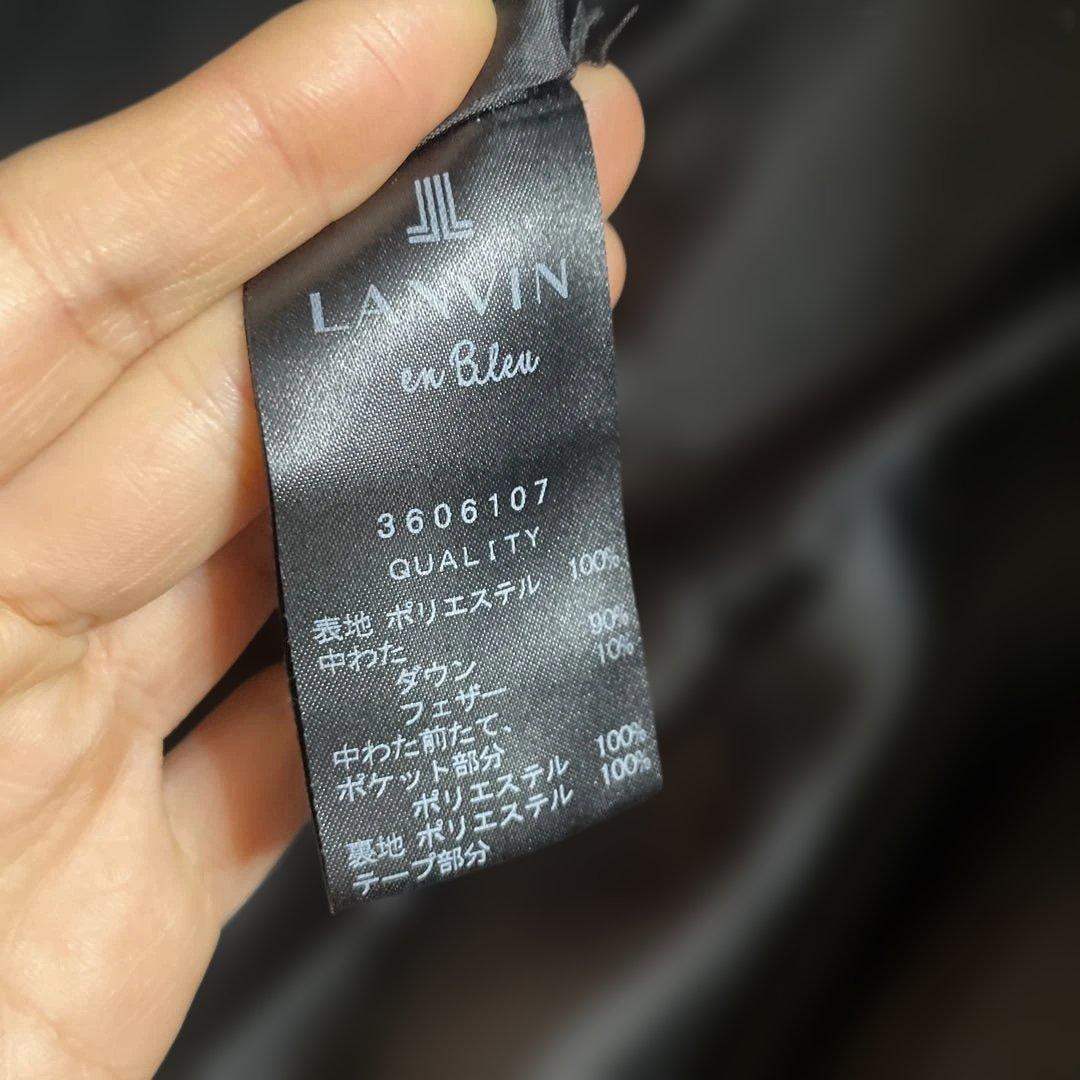 LANVIN
en Bleu
3606107
QUALITY
表地 ポリエステル 100%
中わた
ダウン 90%
フェザー 10%
中わた前たて、
ポケット部分
ポリエステル 100%
裏地 ポリエステル 100%
テープ部分